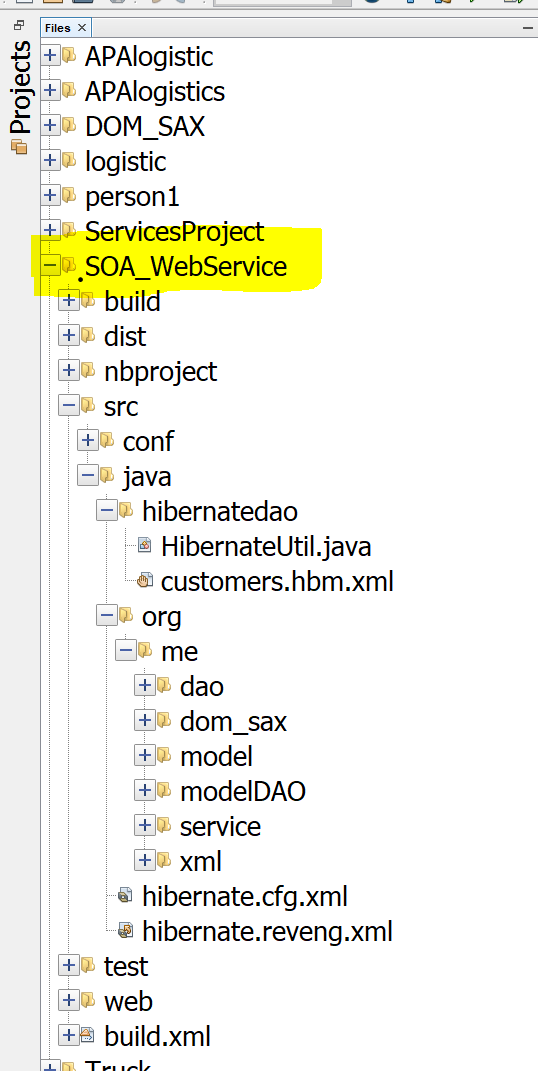 Projects
Files
APAlogistic
APAlogistics
DOM_SAX
logistic
person1
ServicesProject
SOA_WebService
build
dist
nbproject
src
conf
java
hibernatedao
HibernateUtil.java
customers.hbm.xml
org
me
dao
dom_sax
model
modelDAO
service
xml
hibernate.cfg.xml
hibernate.reveng.xml
test
web
build.xml
Truck